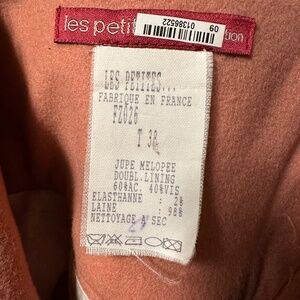 les peti
tion
01386522
09
LES PETITES...
FABRIQUE EN FRANCE
FZ026
T 38
JUPE MELOPEE
DOUBL.LINING
60%AC. 40%VIS
ELASTHANNE : 2%
LAINE : 98%
NETTOYAGE A SEC